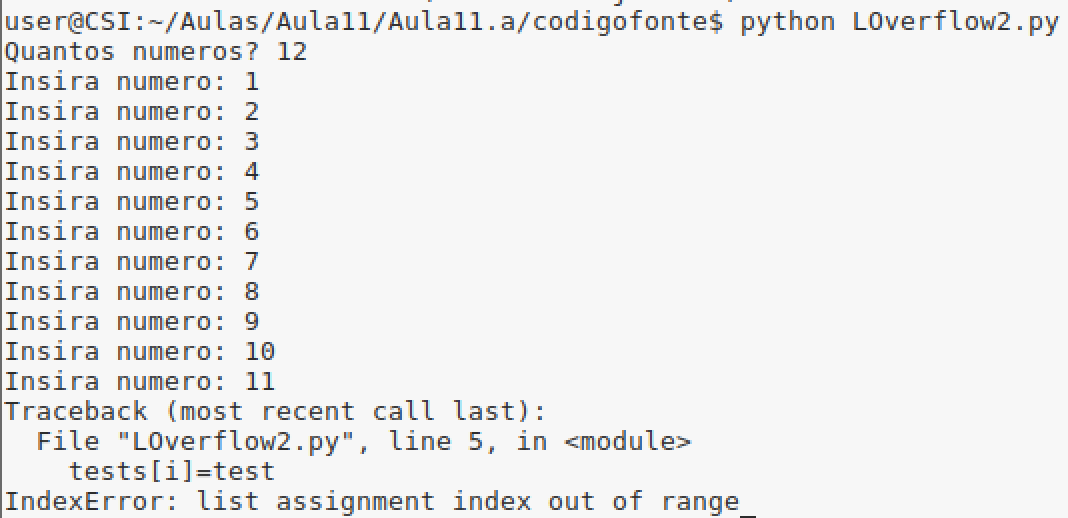 user@CSI:~/Aulas/Aula11/Aula11.a/codigofonte$ python LOverflow2.py
Quantos numeros? 12
Insira numero: 1
Insira numero: 2
Insira numero: 3
Insira numero: 4
Insira numero: 5
Insira numero: 6
Insira numero: 7
Insira numero: 8
Insira numero: 9
Insira numero: 10
Insira numero: 11
Traceback (most recent call last):
  File "LOverflow2.py", line 5, in <module>
    tests[i]=test
IndexError: list assignment index out of range_